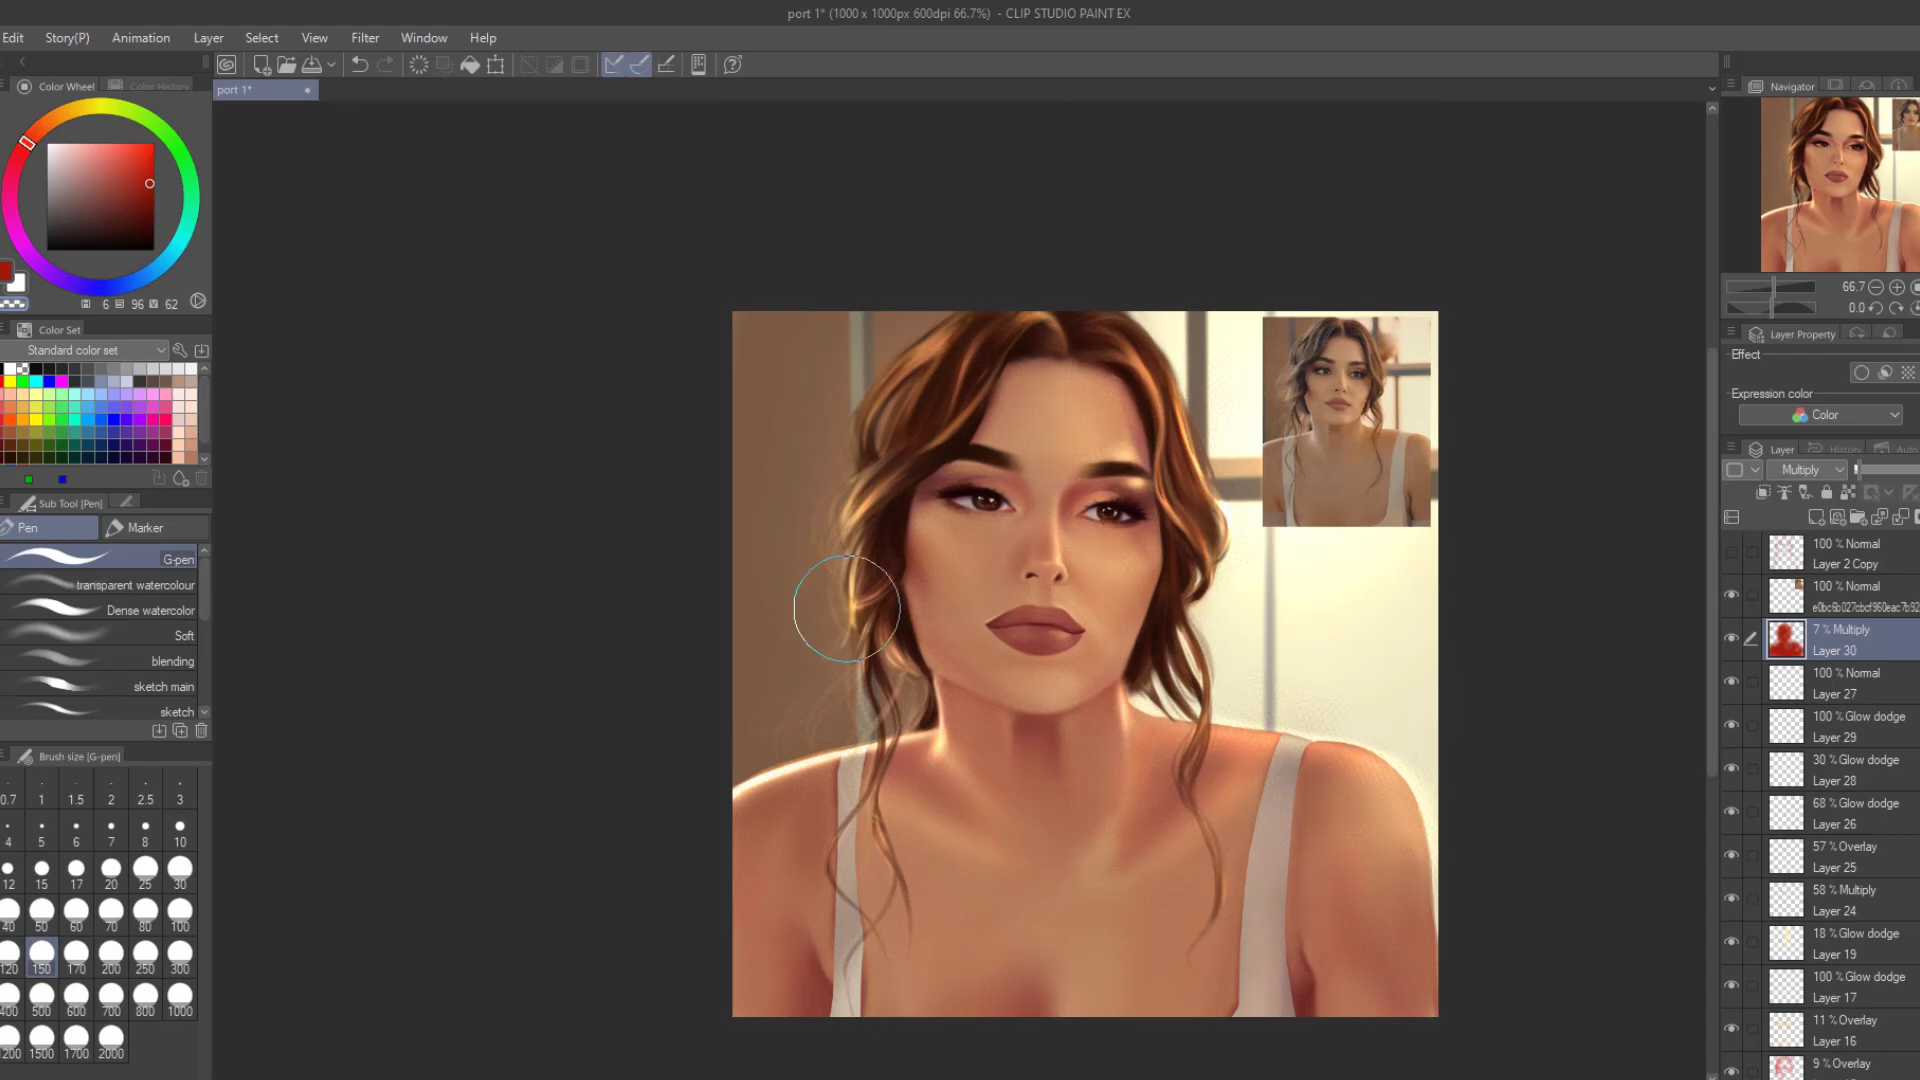 port 1* (1000 x 1000px 600dpi 66.7%)  - CLIP STUDIO PAINT EX
Edit Story(P) Animation Layer Select View Filter Window Help
Color Wheel Color History
port 1*
Navigator
6 96 62
66.7
0.0
Color Set
Standard color set
Layer Property
Effect
Expression color
Color
Layer History Auto
Multiply
Sub Tool [Pen]
Pen Marker
G-pen
transparent watercolour
Dense watercolor
Soft
blending
sketch main
sketch
Brush size [G-pen]
0.7 1 1.5 2 2.5 3
4 5 6 7 8 10
12 15 17 20 25 30
40 50 60 70 80 100
120 150 170 200 250 300
400 500 600 700 800 1000
1200 1500 1700 2000
100 % Normal
Layer 2 Copy
100 % Normal
e0bc6b027cbcf960eac7b92
7 % Multiply
Layer 30
100 % Normal
Layer 27
100 % Glow dodge
Layer 29
30 % Glow dodge
Layer 28
68 % Glow dodge
Layer 26
57 % Overlay
Layer 25
58 % Multiply
Layer 24
18 % Glow dodge
Layer 19
100 % Glow dodge
Layer 17
11 % Overlay
Layer 16
9 % Overlay